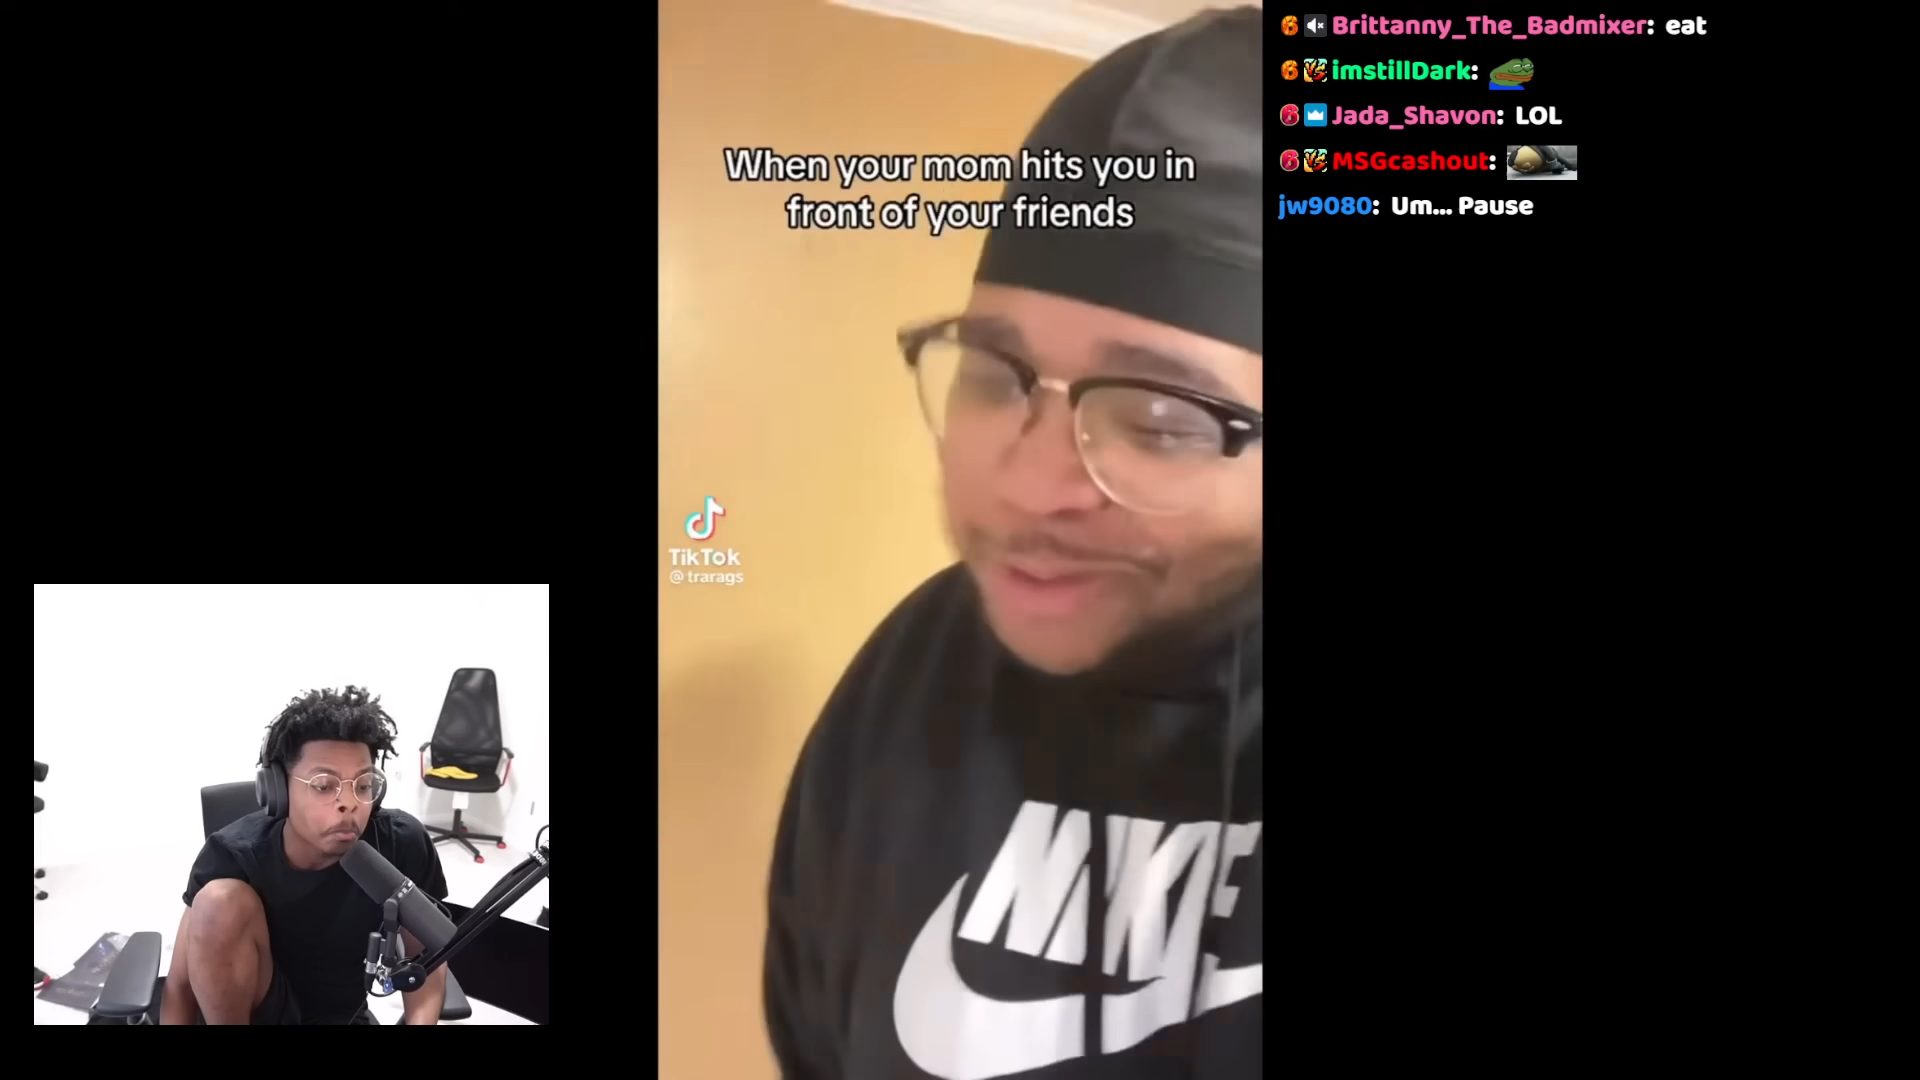 Brittanny_The_Badmixer: eat
imstillDark:
Jada_Shavon: LOL
MSGcashout:
jw9080: Um... Pause
When your mom hits you in
front of your friends
TikTok
@trarags
NIKE